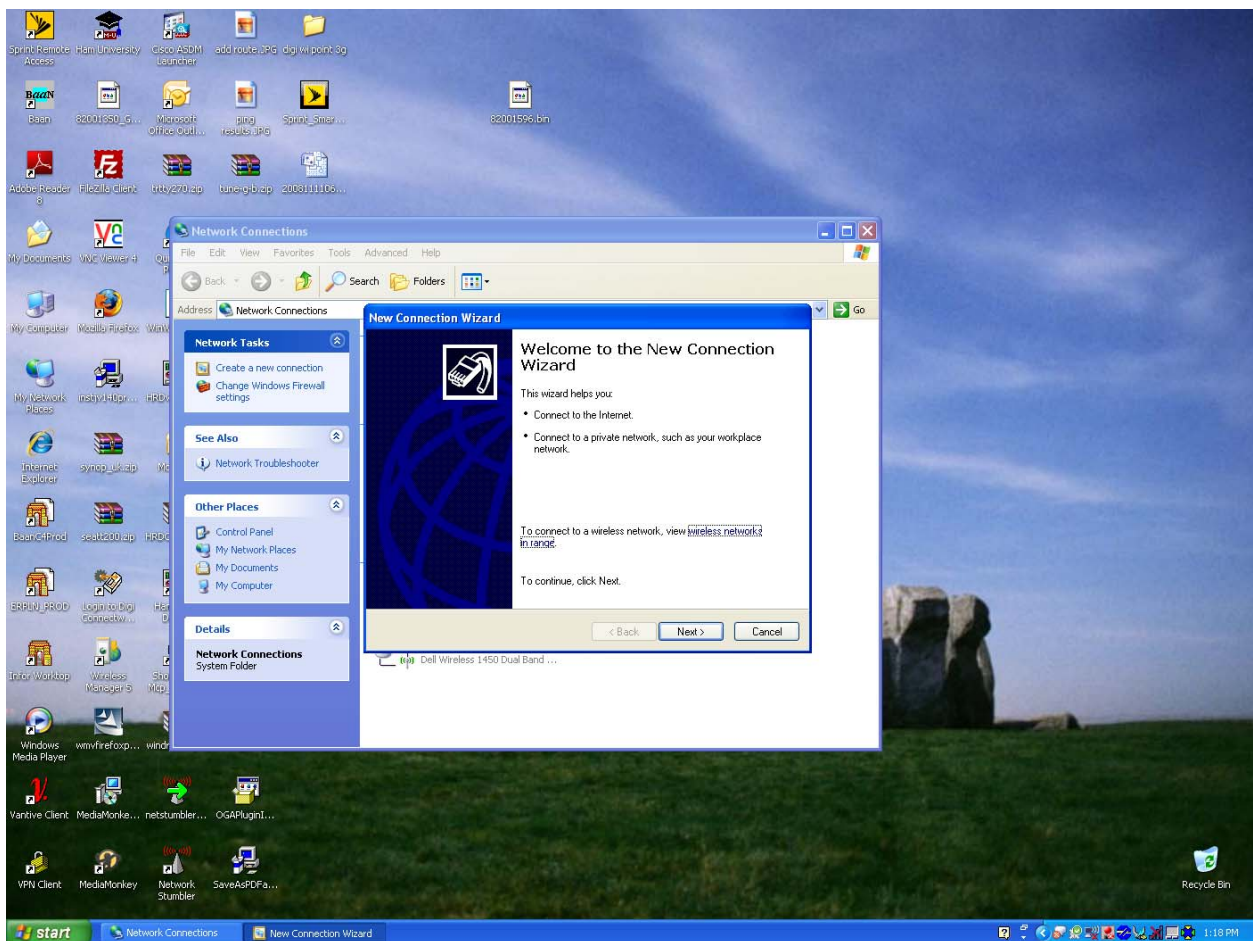 Sprint Remote
Access
Ham University
Cisco ASDM
Launcher
add route.JPG
digi wi point 3g
BaaN
Baan
82001350_G...
Microsoft
Office Outl...
ping
results.JPG
Sprint_Smar...
82001596.bin
Adobe Reader
8
FileZilla Client
tritty270.zip
tune-g-b.zip
2008111106...
My Documents
VNC Viewer 4
My Computer
Mozilla Firefox
My Network
Places
Internet
Explorer
synop_uk.zip
BaanC4Prod
seatt200.zip
ERPLN_PROD
Login to Digi
Connectw...
Infor Worktop
Wireless
Manager 5
Windows
Media Player
wmvfirefoxp...
Vantive Client
MediaMonke...
netstumbler...
OGAPluginI...
VPN Client
MediaMonkey
Network
Stumbler
SaveAsPDFa...
Recycle Bin
Network Connections
File Edit View Favorites Tools Advanced Help
Back Search Folders
Address Network Connections Go
Network Tasks
Create a new connection
Change Windows Firewall
settings
See Also
Network Troubleshooter
Other Places
Control Panel
My Network Places
My Documents
My Computer
Details
Network Connections
System Folder
Dell Wireless 1450 Dual Band ...
New Connection Wizard
Welcome to the New Connection
Wizard
This wizard helps you:
• Connect to the Internet.
• Connect to a private network, such as your workplace
network.
To connect to a wireless network, view wireless networks
in range.
To continue, click Next.
< Back Next > Cancel
start Network Connections New Connection Wizard 1:18 PM